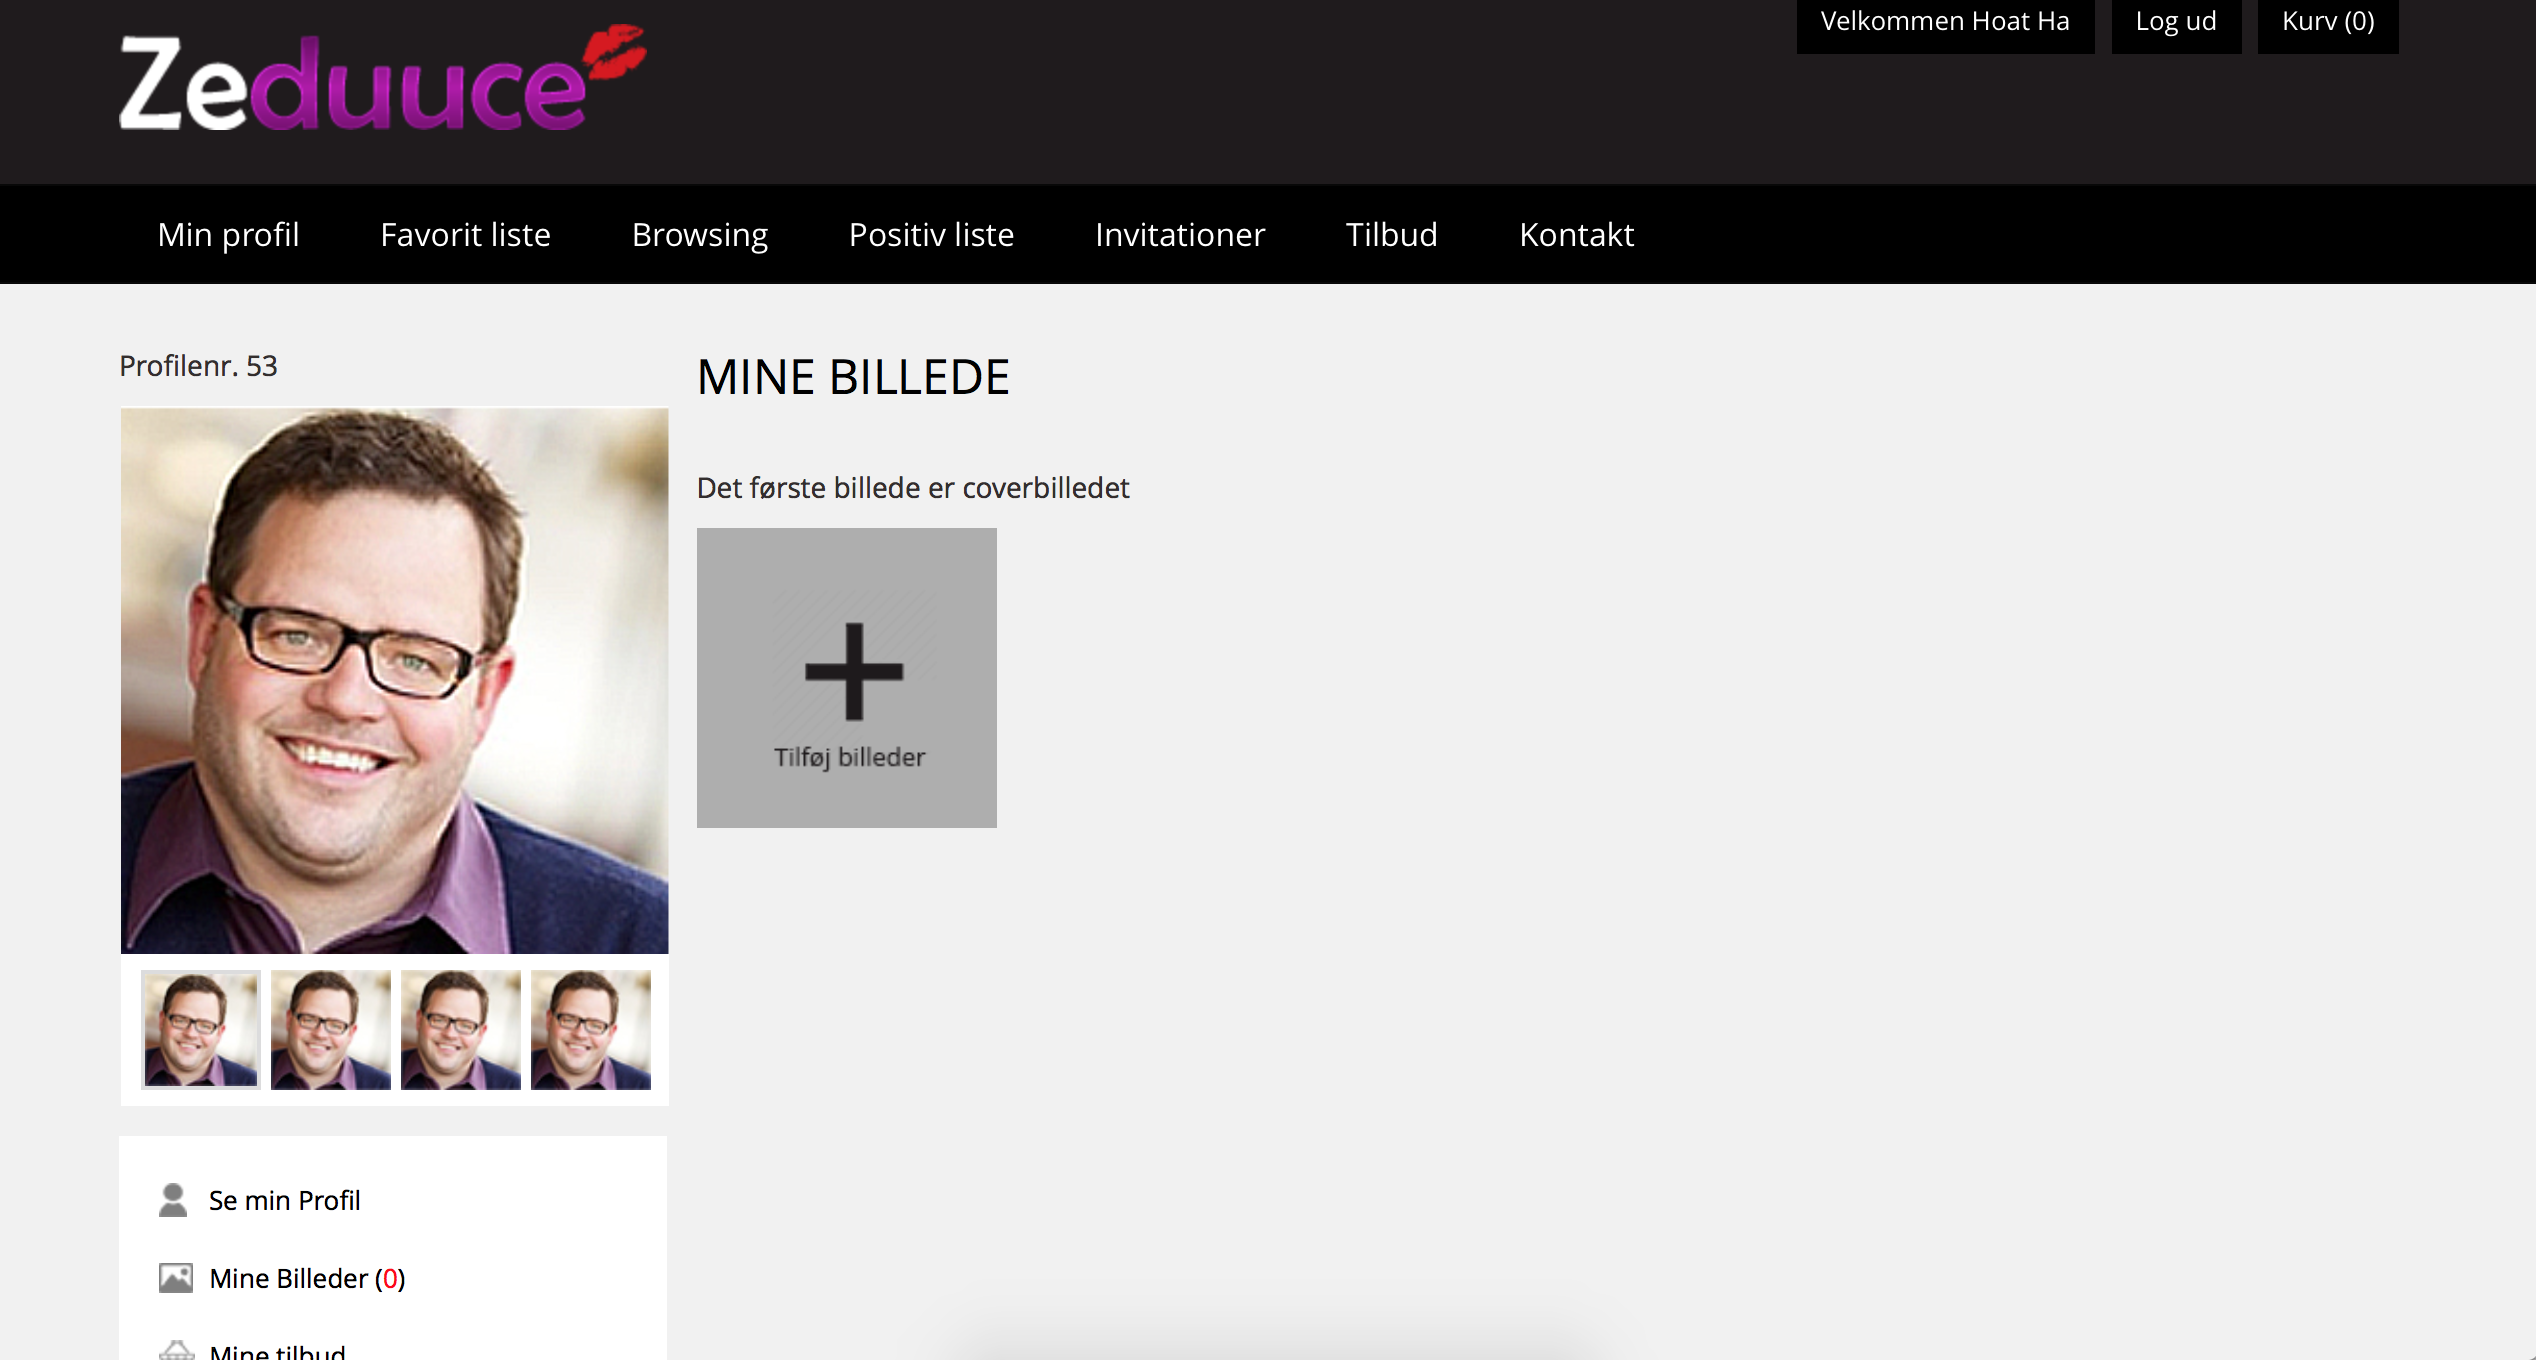 Zeduuce
Velkommen Hoat Ha
Log ud
Kurv (0)
Min profil
Favorit liste
Browsing
Positiv liste
Invitationer
Tilbud
Kontakt
Profilenr. 53
MINE BILLEDE
Det første billede er coverbilledet
Tilføj billeder
Se min Profil
Mine Billeder (0)
Mine tilbud